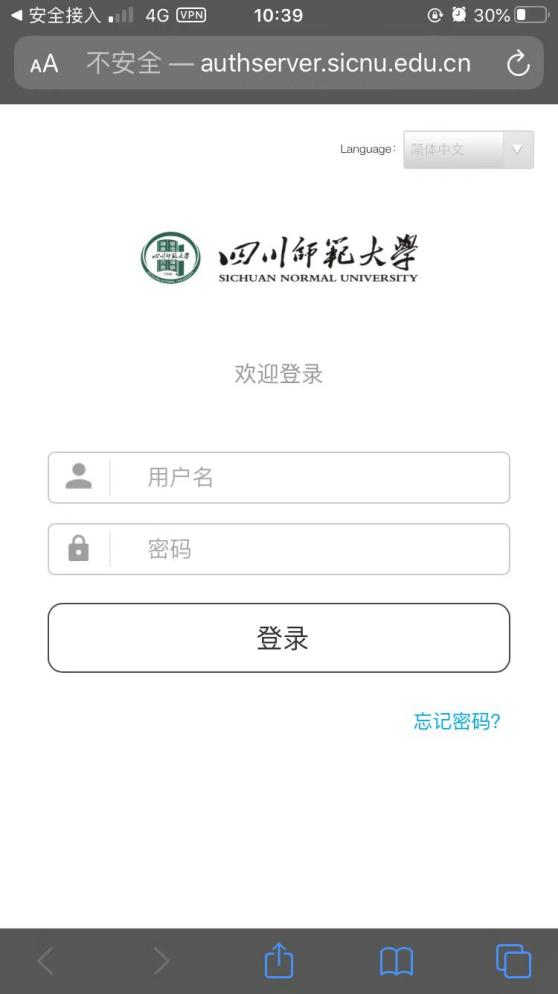 ◀ 安全接入 4G VPN 10:39 30%
AA 不安全 — authserver.sicnu.edu.cn
Language: 简体中文
四川師範大學
SICHUAN NORMAL UNIVERSITY
欢迎登录
用户名
密码
登录
忘记密码?